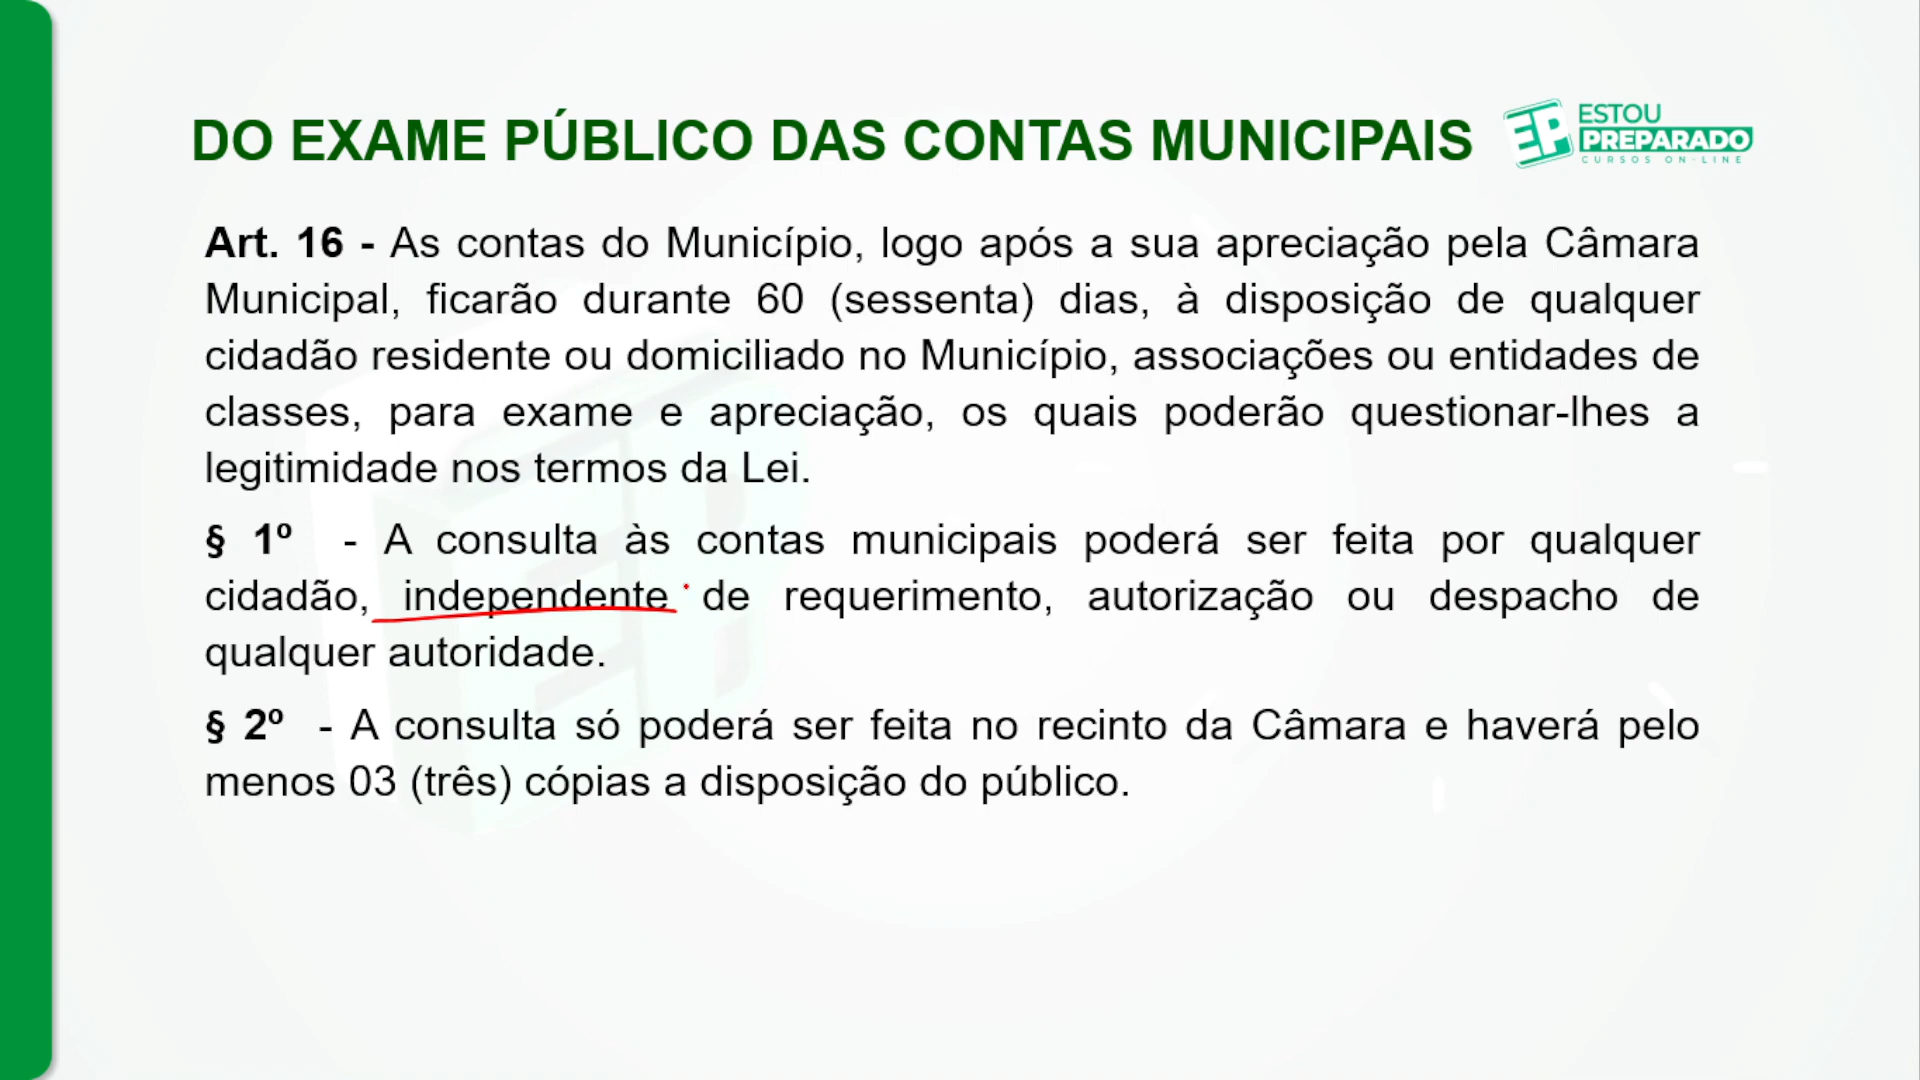 DO EXAME PÚBLICO DAS CONTAS MUNICIPAIS
EP ESTOU
PREPARADO
CURSOS ON-LINE
Art. 16 - As contas do Município, logo após a sua apreciação pela Câmara
Municipal, ficarão durante 60 (sessenta) dias, à disposição de qualquer
cidadão residente ou domiciliado no Município, associações ou entidades de
classes, para exame e apreciação, os quais poderão questionar-lhes a
legitimidade nos termos da Lei.
§ 1º - A consulta às contas municipais poderá ser feita por qualquer
cidadão, independente de requerimento, autorização ou despacho de
qualquer autoridade.
§ 2º - A consulta só poderá ser feita no recinto da Câmara e haverá pelo
menos 03 (três) cópias a disposição do público.